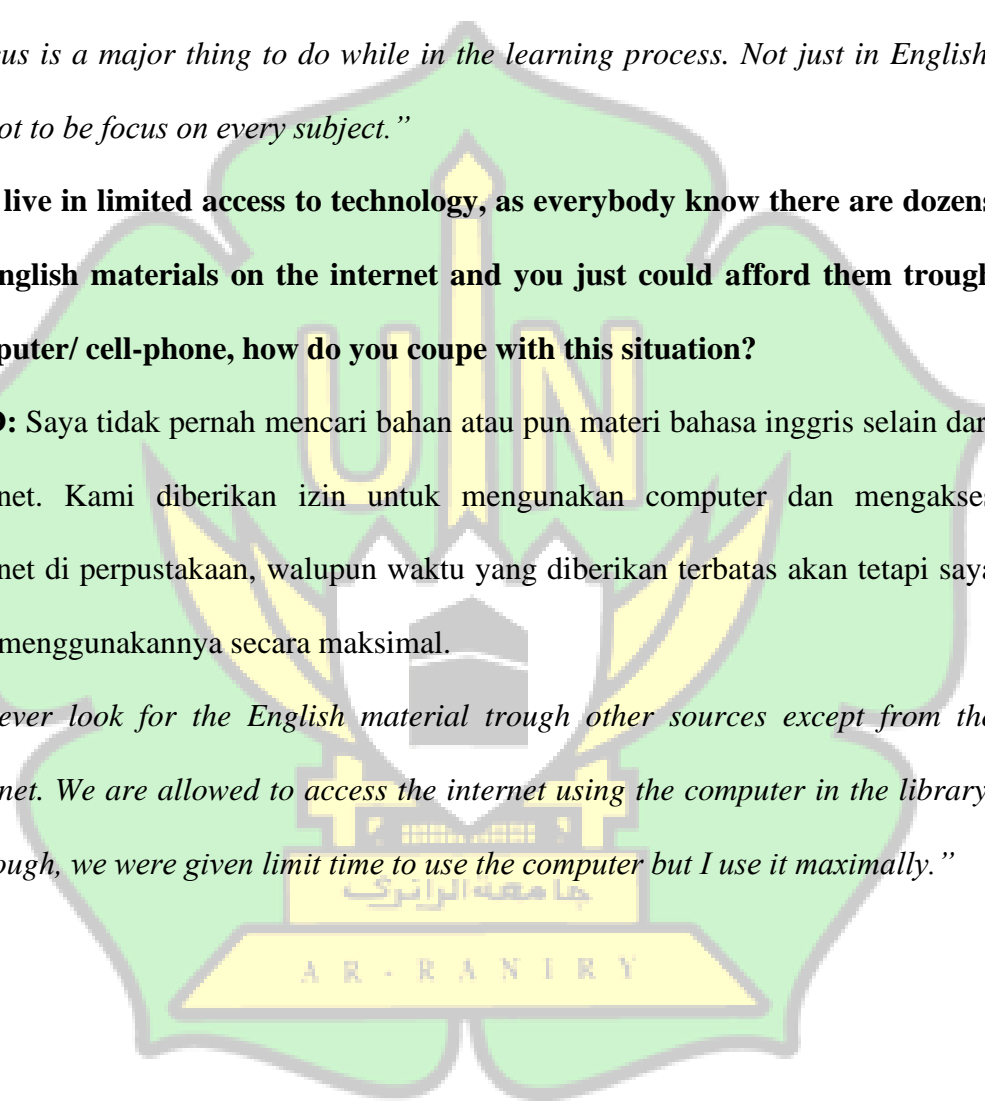 us is a major thing to do while in the learning process. Not just in English
ot to be focus on every subject.”
live in limited access to technology, as everybody know there are dozens
nglish materials on the internet and you just could afford them trough
puter/ cell-phone, how do you coupe with this situation?
: Saya tidak pernah mencari bahan atau pun materi bahasa inggris selain dari
net. Kami diberikan izin untuk mengunakan computer dan mengakses
net di perpustakaan, walupun waktu yang diberikan terbatas akan tetapi saya
menggunakannya secara maksimal.
ever look for the English material trough other sources except from the
net. We are allowed to access the internet using the computer in the library
ough, we were given limit time to use the computer but I use it maximally.”
UIN
جامعة الرانري
AR-RANIRY